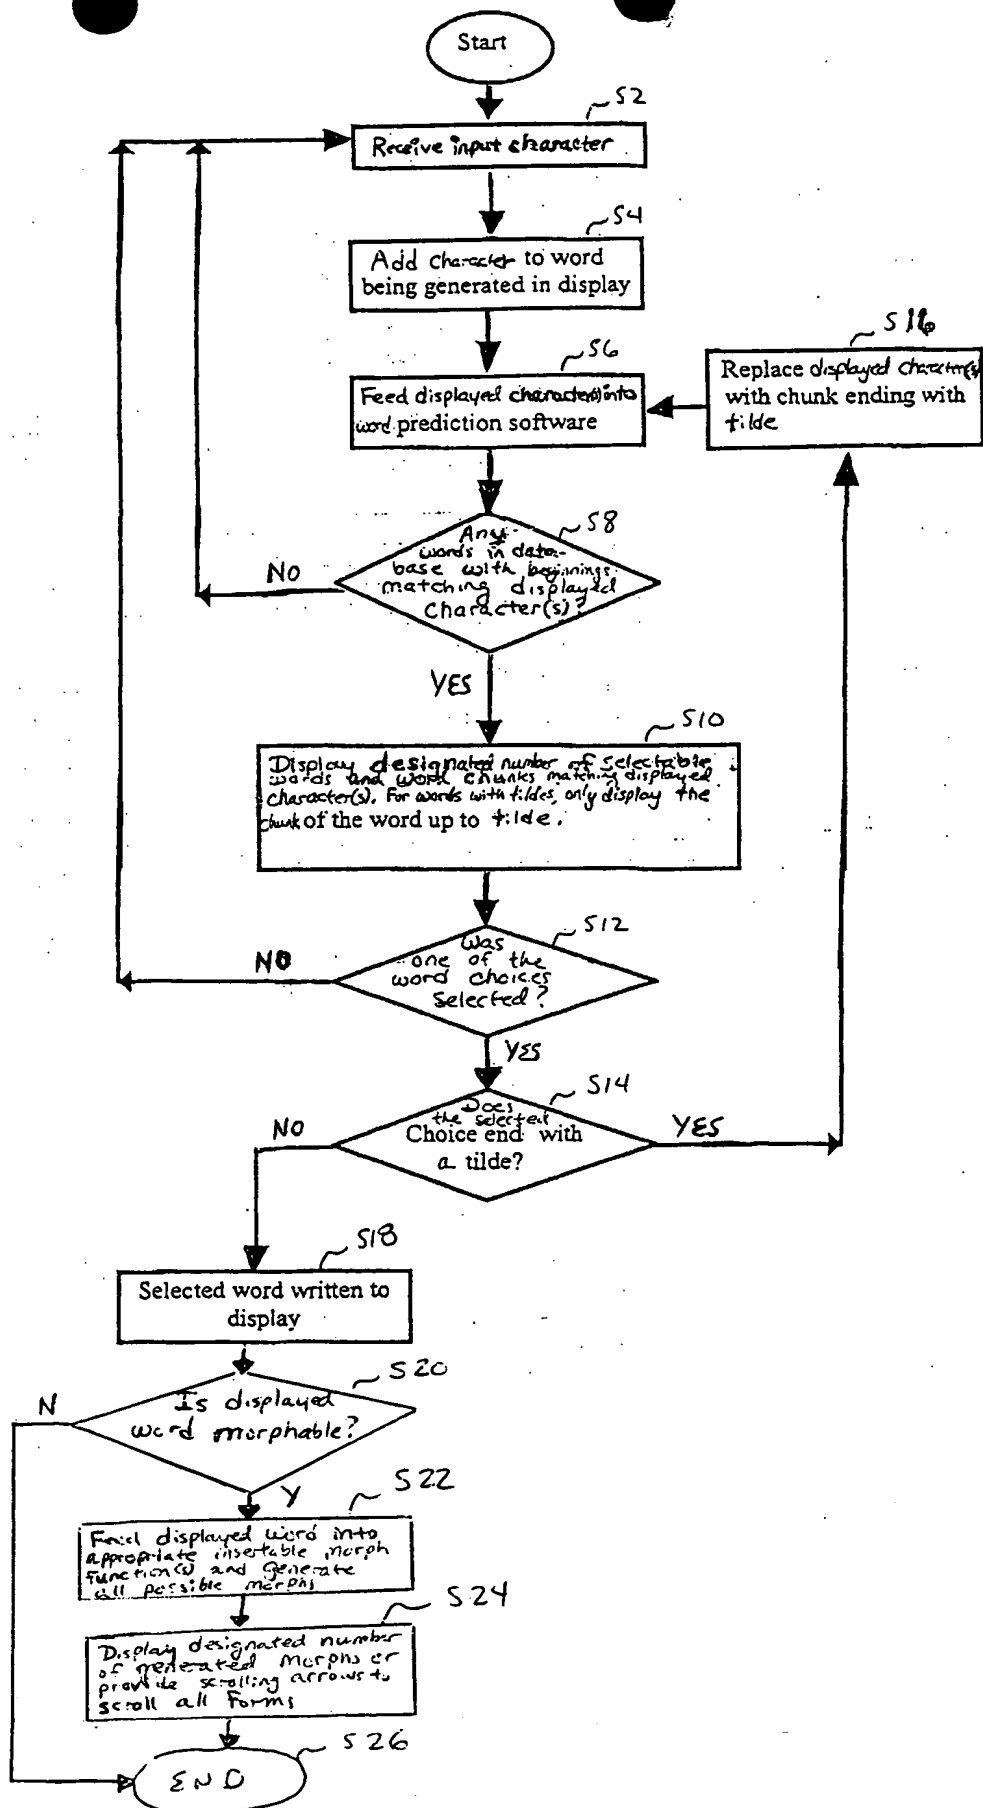 Start
S2
Receive input character
S4
Add character to word
being generated in display
S16
Replace displayed character(s)
with chunk ending with
tilde
S6
Feed displayed character(s) into
word prediction software
S8
Any
words in data-
base with beginnings
matching displayed
Character(s)?
NO
YES
S10
Display designated number of selectable
words and word chunks matching displayed
character(s). For words with tildes, only display the
chunk of the word up to tilde.
S12
Was
one of the
word choices
selected?
NO
YES
S14
Does
the selected
Choice end with
a tilde?
NO
YES
S18
Selected word written to
display
S20
Is displayed
word morphable?
N
Y
S22
Feed displayed word into
appropriate insertable morph
function(s) and generate
all possible morphs
S24
Display designated number
of generated morphs or
provide scrolling arrows to
scroll all forms
S26
END